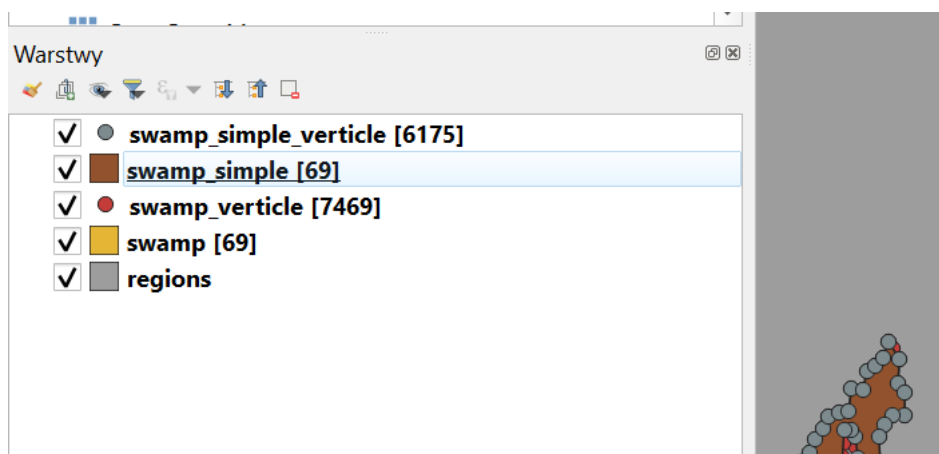 Warstwy
swamp_simple_verticle [6175]
swamp_simple [69]
swamp_verticle [7469]
swamp [69]
regions